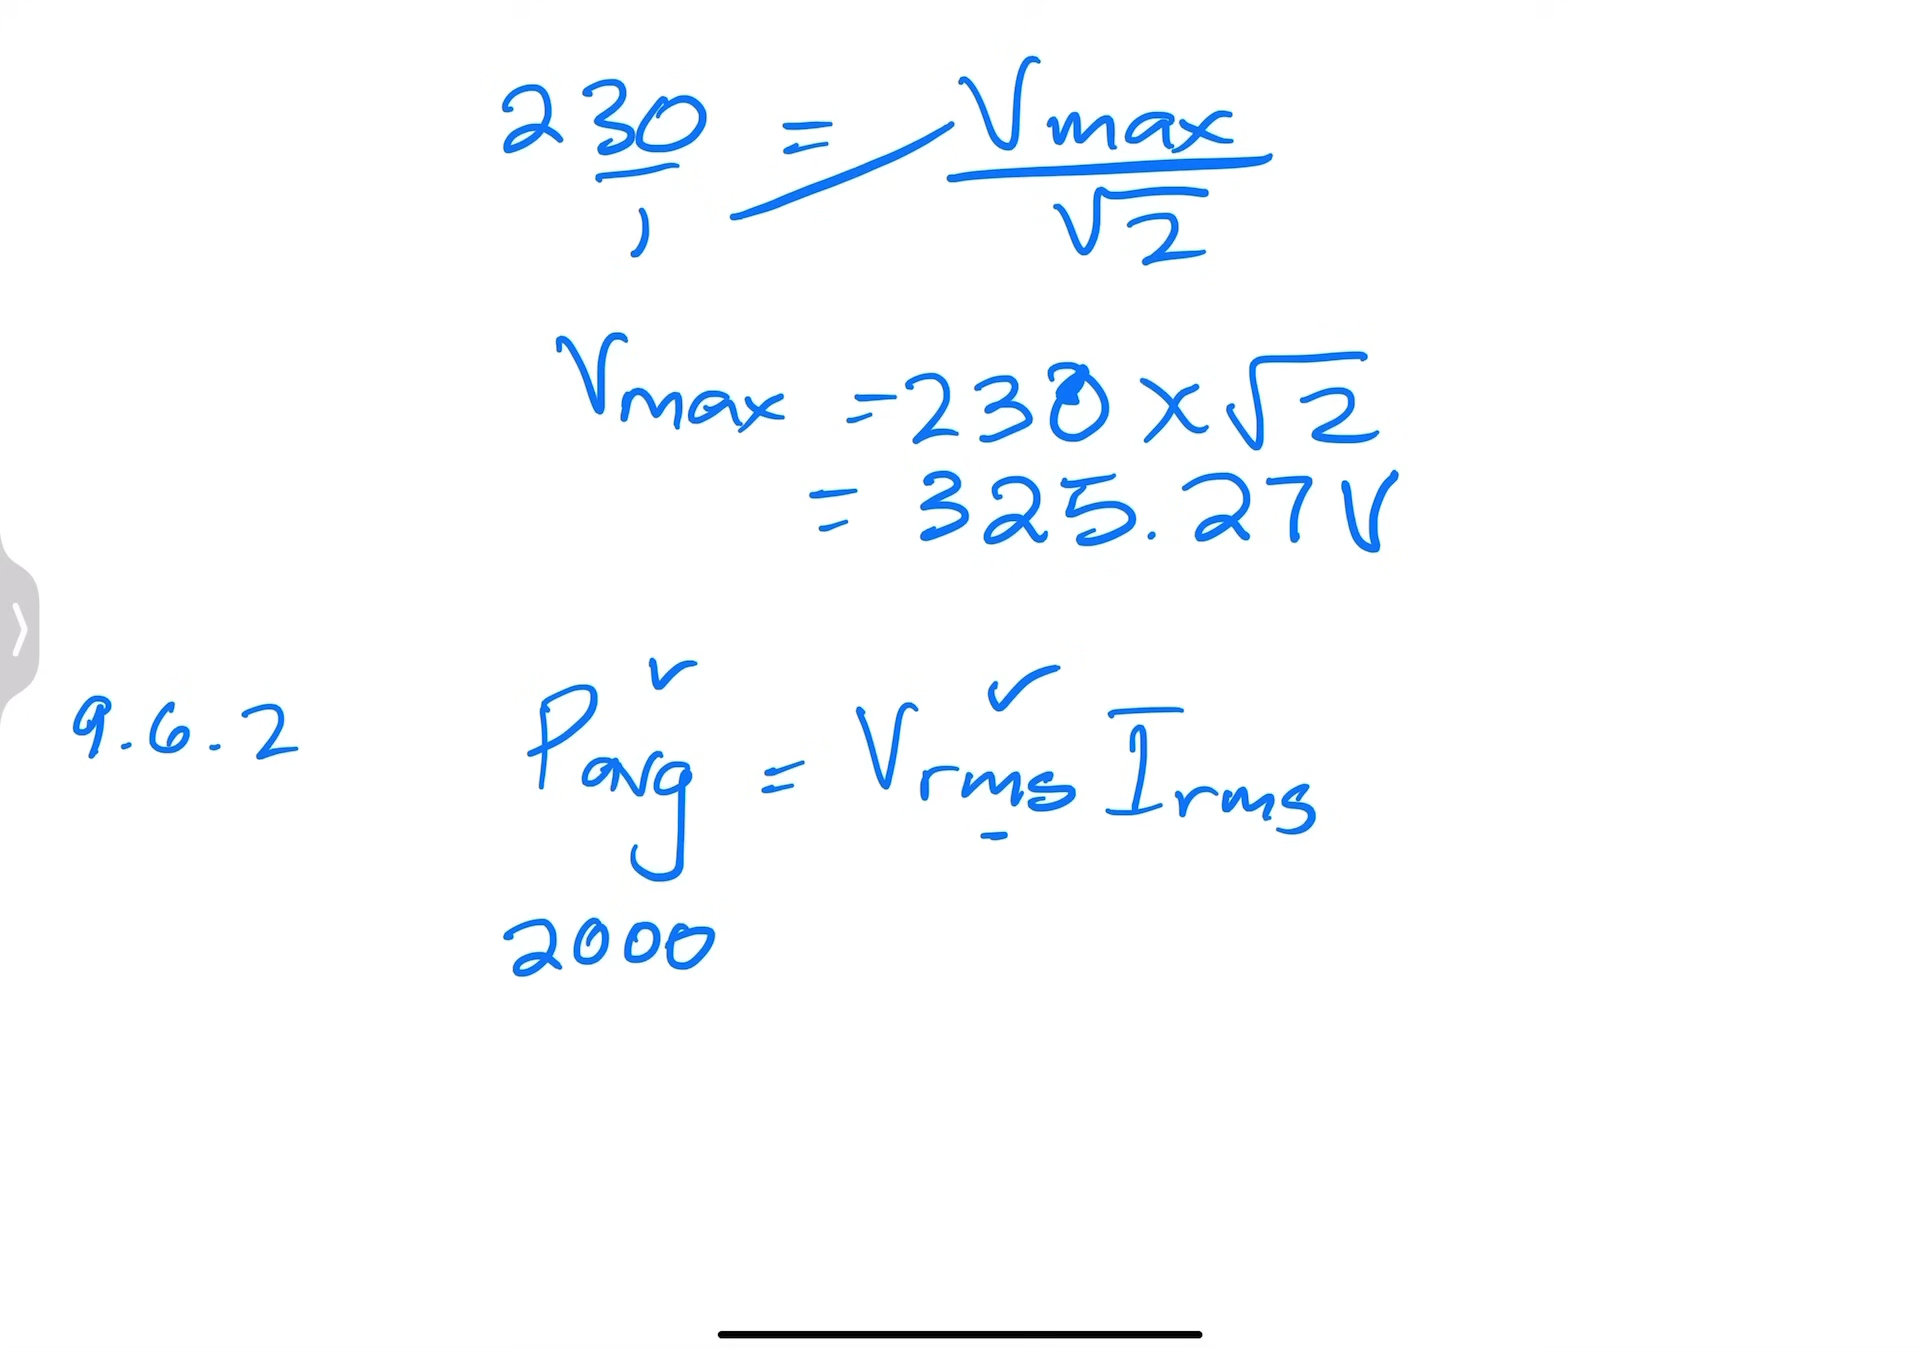 230/1 = Vmax/√2
Vmax = 230 × √2
= 325.27V
9.6.2 Pavg = Vrms Irms
2000